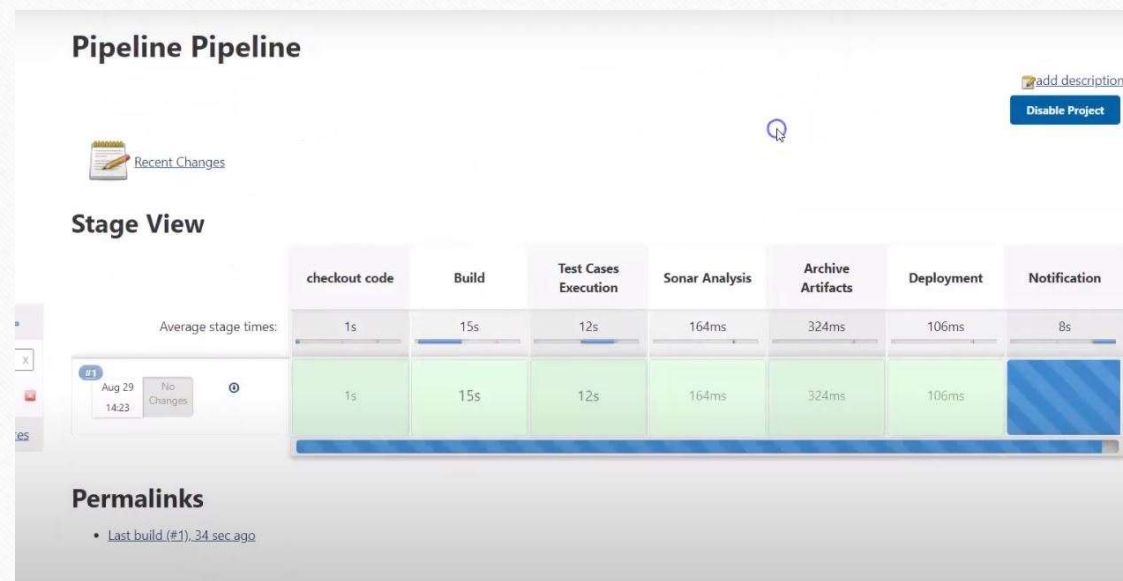 Pipeline Pipeline
add description
Disable Project
Recent Changes
Stage View
checkout code Build Test Cases Execution Sonar Analysis Archive Artifacts Deployment Notification
Average stage times: 1s 15s 12s 164ms 324ms 106ms 8s
x
#1
Aug 29
14:23
No Changes
1s 15s 12s 164ms 324ms 106ms
Permalinks
Last build (#1), 34 sec ago